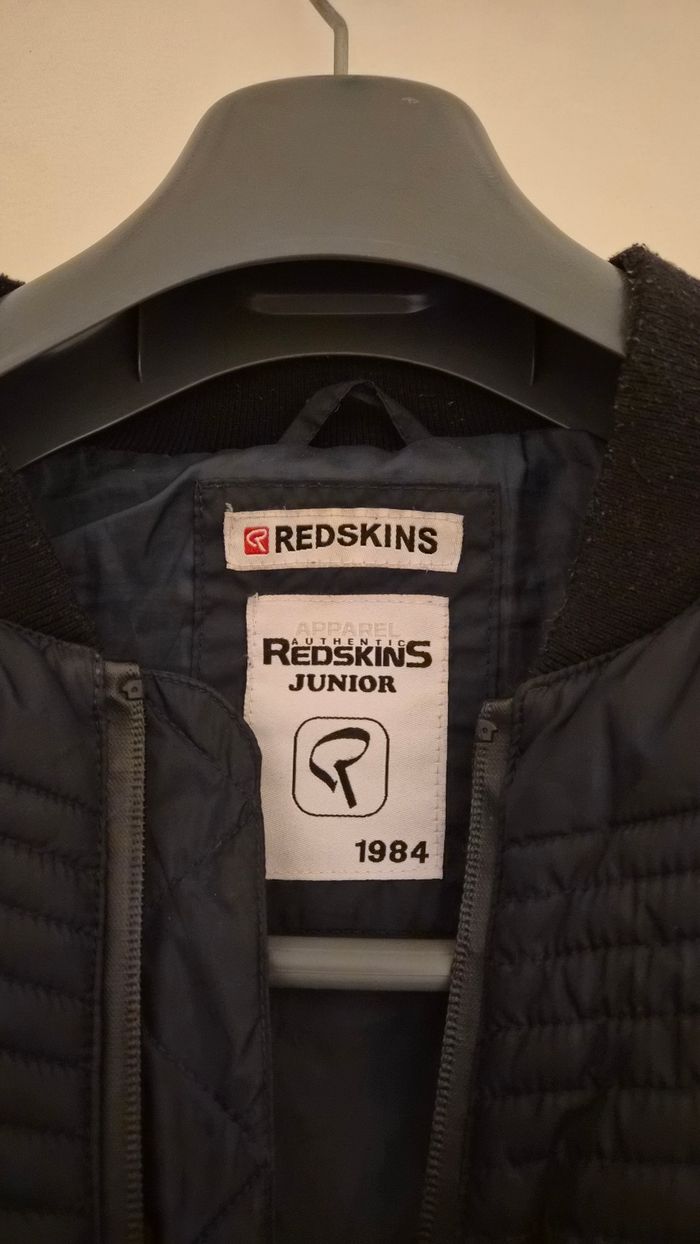 REDSKINS
APPAREL
AUTHENTIC
REDSKINS
JUNIOR
1984